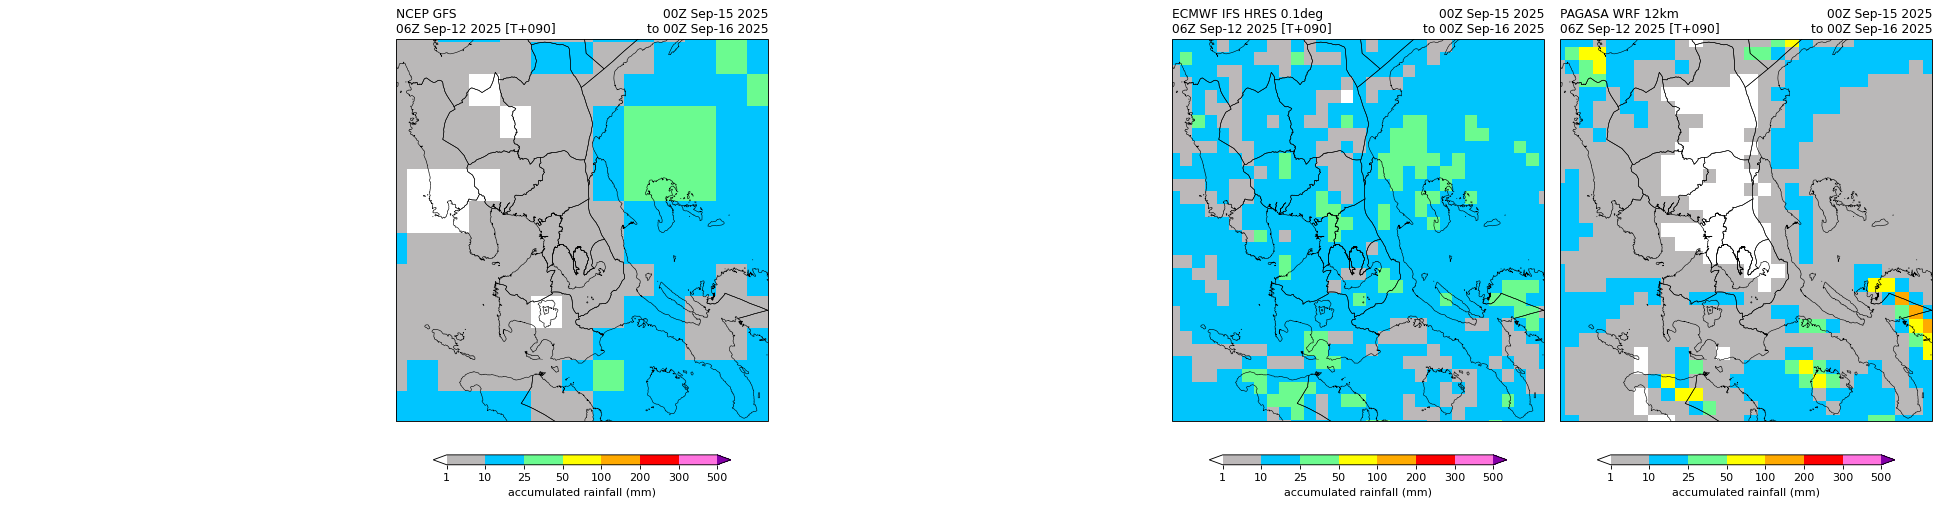 NCEP GFS 00Z Sep-15 2025
06Z Sep-12 2025 [T+090] to 00Z Sep-16 2025
1 10 25 50 100 200 300 500
accumulated rainfall (mm)
ECMWF IFS HRES 0.1deg 00Z Sep-15 2025
06Z Sep-12 2025 [T+090] to 00Z Sep-16 2025
1 10 25 50 100 200 300 500
accumulated rainfall (mm)
PAGASA WRF 12km 00Z Sep-15 2025
06Z Sep-12 2025 [T+090] to 00Z Sep-16 2025
1 10 25 50 100 200 300 500
accumulated rainfall (mm)